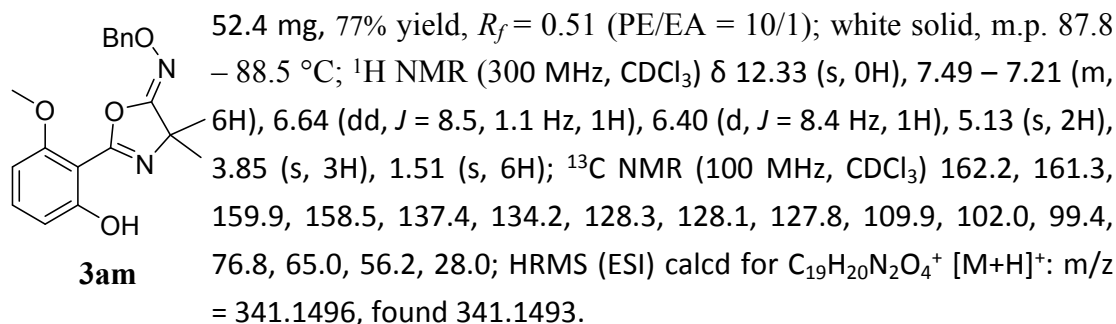 52.4 mg, 77% yield, Rf = 0.51 (PE/EA = 10/1); white solid, m.p. 87.8
– 88.5 °C; ¹H NMR (300 MHz, CDCl₃) δ 12.33 (s, 0H), 7.49 – 7.21 (m,
6H), 6.64 (dd, J = 8.5, 1.1 Hz, 1H), 6.40 (d, J = 8.4 Hz, 1H), 5.13 (s, 2H),
3.85 (s, 3H), 1.51 (s, 6H); ¹³C NMR (100 MHz, CDCl₃) 162.2, 161.3,
159.9, 158.5, 137.4, 134.2, 128.3, 128.1, 127.8, 109.9, 102.0, 99.4,
76.8, 65.0, 56.2, 28.0; HRMS (ESI) calcd for C₁₉H₂₀N₂O₄⁺ [M+H]⁺: m/z
= 341.1496, found 341.1493.
BnO
N
O
O
N
OH
3am